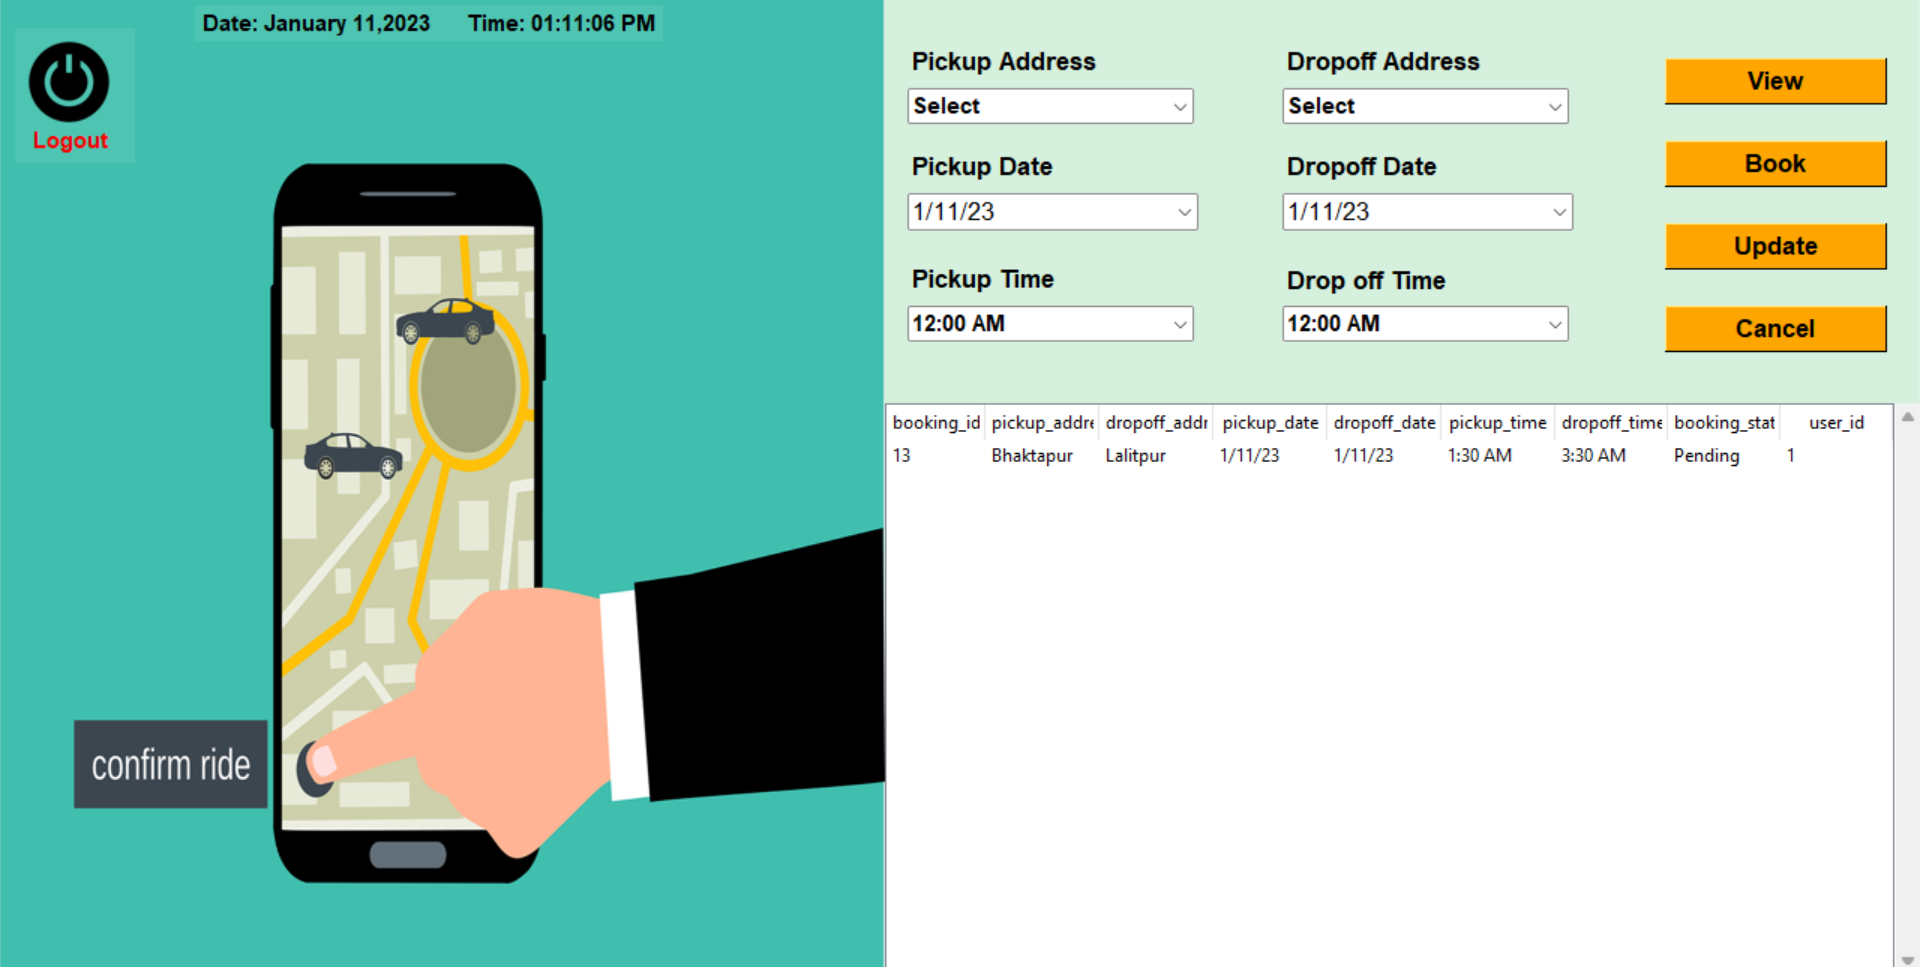 Date: January 11,2023 Time: 01:11:06 PM
Logout
confirm ride
Pickup Address Dropoff Address
Select Select
Pickup Date Dropoff Date
1/11/23 1/11/23
Pickup Time Drop off Time
12:00 AM 12:00 AM
View
Book
Update
Cancel
booking_id pickup_addre dropoff_addr pickup_date dropoff_date pickup_time dropoff_time booking_stat user_id
13 Bhaktapur Lalitpur 1/11/23 1/11/23 1:30 AM 3:30 AM Pending 1